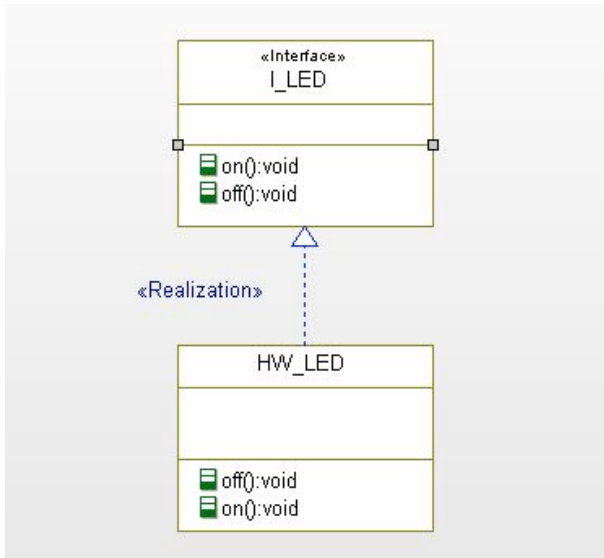 «Interface»
I_LED
on():void
off():void
«Realization»
HW_LED
off():void
on():void